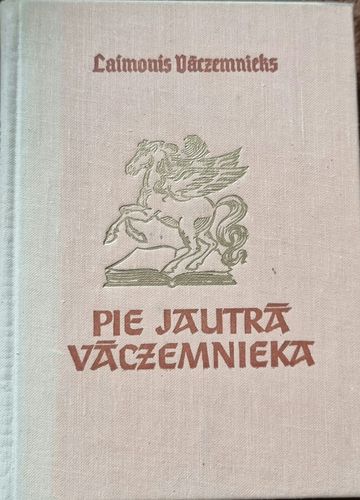 Laimonis Vāczemnieks
PIE JAUTRĀ
VĀCZEMNIEKA